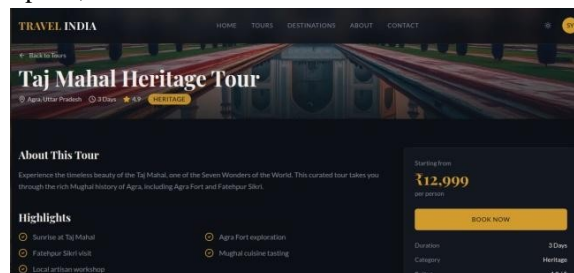 TRAVEL INDIA HOME TOURS DESTINATIONS ABOUT CONTACT SY
← Back to Tours
Taj Mahal Heritage Tour
Agra, Uttar Pradesh 3 Days 4.9 HERITAGE
About This Tour
Experience the timeless beauty of the Taj Mahal, one of the Seven Wonders of the World. This curated tour takes you
through the rich Mughal history of Agra, including Agra Fort and Fatehpur Sikri.
Highlights
Sunrise at Taj Mahal
Agra Fort exploration
Fatehpur Sikri visit
Mughal cuisine tasting
Local artisan workshop
Starting from
₹12,999
per person
BOOK NOW
Duration 3 Days
Category Heritage